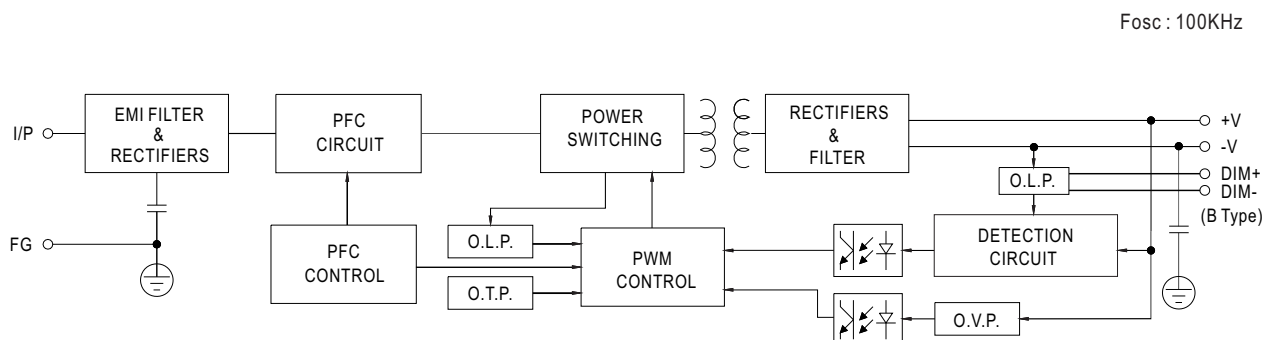 Fosc : 100KHz
I/P
EMI FILTER
&
RECTIFIERS
PFC
CIRCUIT
POWER
SWITCHING
RECTIFIERS
&
FILTER
+V
-V
DIM+
DIM-
(B Type)
O.L.P.
FG
PFC
CONTROL
O.L.P.
O.T.P.
PWM
CONTROL
DETECTION
CIRCUIT
O.V.P.